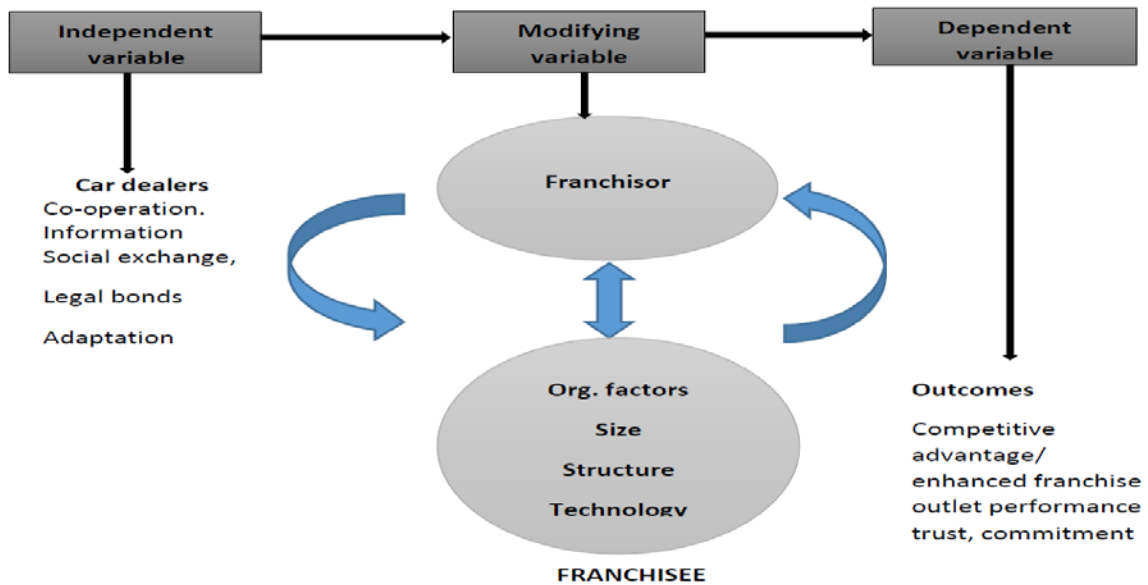 Independent
variable
Modifying
variable
Dependent
variable
Car dealers
Co-operation.
Information
Social exchange,
Legal bonds
Adaptation
Franchisor
Org. factors
Size
Structure
Technology
FRANCHISEE
Outcomes
Competitive
advantage/
enhanced franchise
outlet performance
trust, commitment